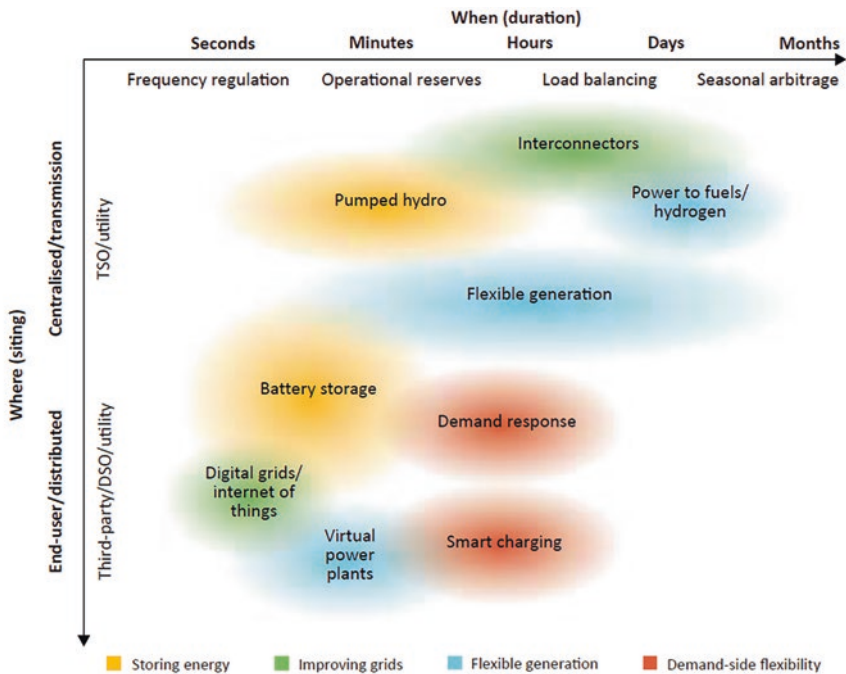 When (duration)
Seconds Minutes Hours Days Months
Frequency regulation Operational reserves Load balancing Seasonal arbitrage
Where (siting)
Centralised/transmission
TSO/utility
End-user/distributed
Third-party/DSO/utility
Interconnectors
Pumped hydro
Power to fuels/
hydrogen
Flexible generation
Battery storage
Demand response
Digital grids/
internet of
things
Virtual
power
plants
Smart charging
Storing energy Improving grids Flexible generation Demand-side flexibility